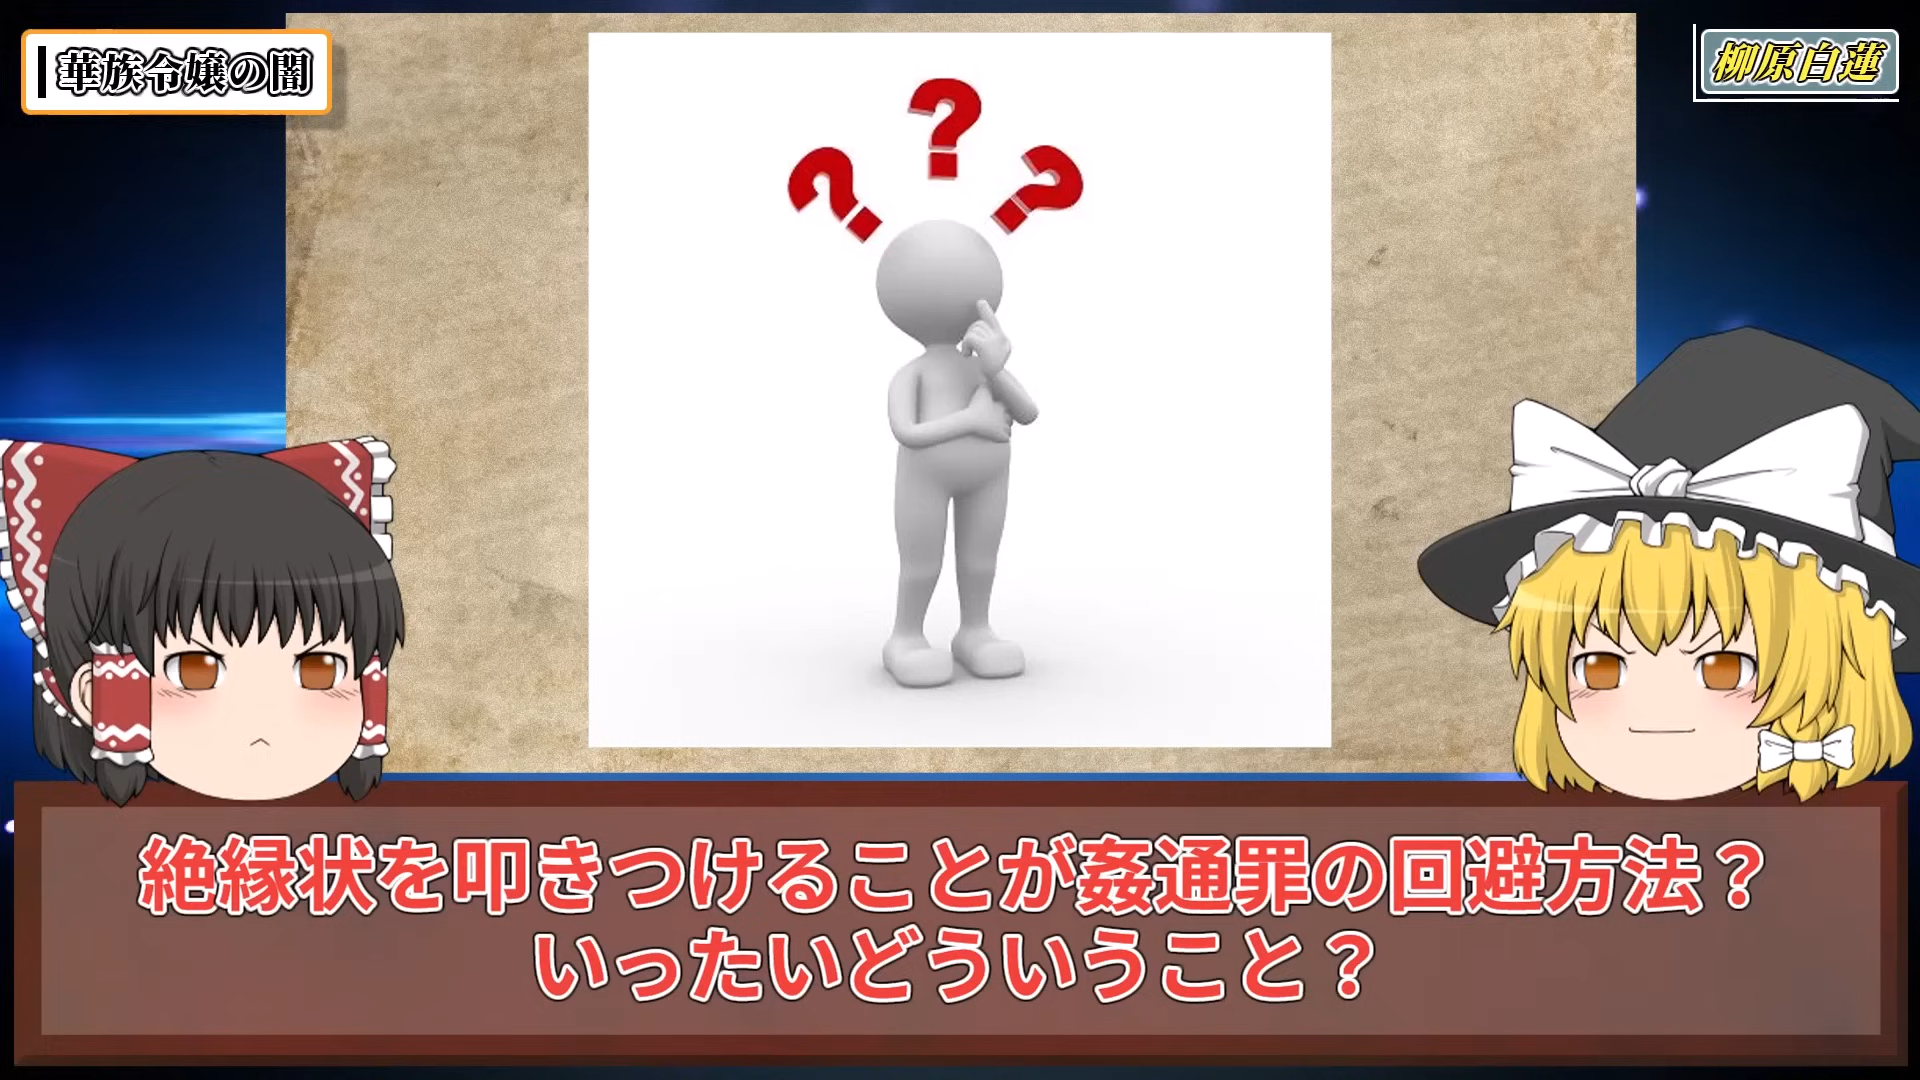 華族令嬢の闇
柳原白蓮
???
絶縁状を叩きつけることが姦通罪の回避方法？
いったいどういうこと？